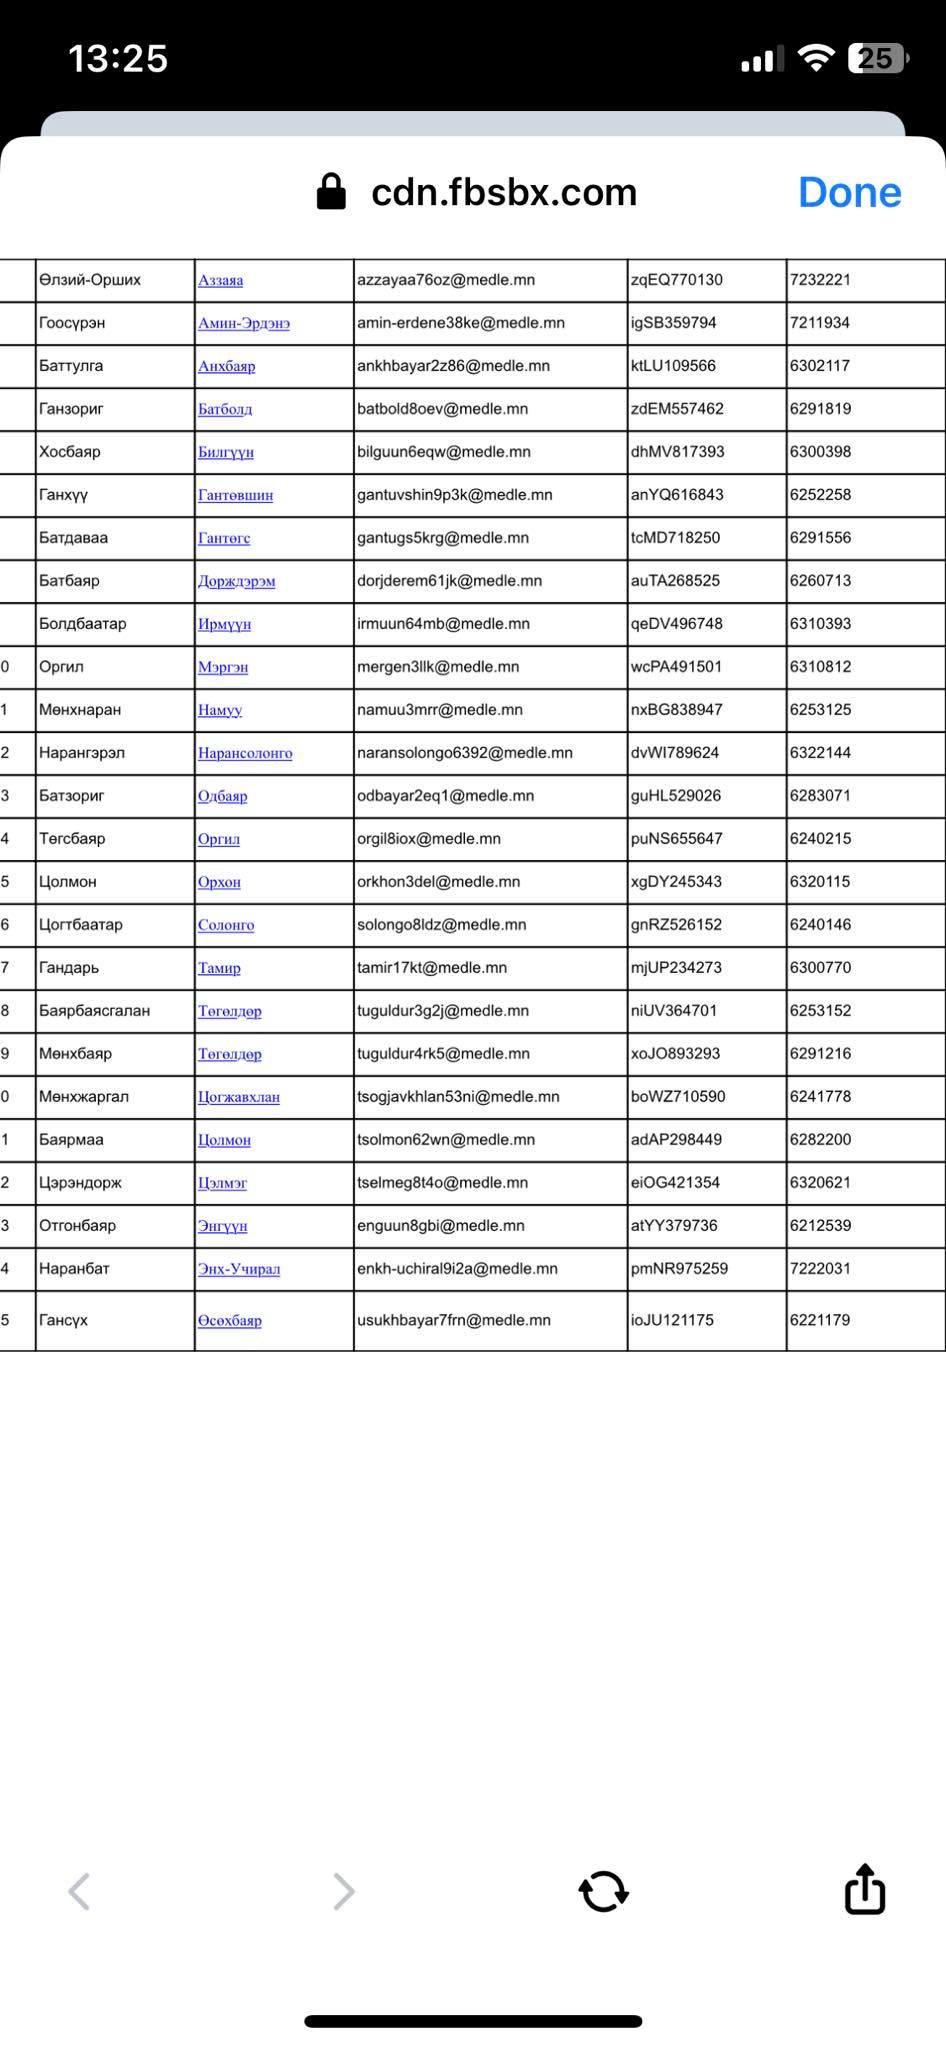 13:25
25
cdn.fbsbx.com Done
Өлзий-Орших Аззаяа azzayaa76oz@medle.mn zqEQ770130 7232221
Гоосүрэн Амин-Эрдэнэ amin-erdene38ke@medle.mn igSB359794 7211934
Баттулга Анхбаяр ankhbayar2z86@medle.mn ktLU109566 6302117
Ганзориг Батболд batbold8oev@medle.mn zdEM557462 6291819
Хосбаяр Билгүүн bilguun6eqw@medle.mn dhMV817393 6300398
Ганхүү Гантөвшин gantuvshin9p3k@medle.mn anYQ616843 6252258
Батдаваа Гантөгс gantugs5krg@medle.mn tcMD718250 6291556
Батбаяр Дорждэрэм dorjderem61jk@medle.mn auTA268525 6260713
Болдбаатар Ирмүүн irmuun64mb@medle.mn qeDV496748 6310393
0 Оргил Мэргэн mergen3llk@medle.mn wcPA491501 6310812
1 Мөнхнаран Намуу namuu3mrr@medle.mn nxBG838947 6253125
2 Нарангэрэл Нарансолонго naransolongo6392@medle.mn dvWI789624 6322144
3 Батзориг Одбаяр odbayar2eq1@medle.mn guHL529026 6283071
4 Төгсбаяр Оргил orgil8iox@medle.mn puNS655647 6240215
5 Цолмон Орхон orkhon3del@medle.mn xgDY245343 6320115
6 Цогтбаатар Солонго solongo8ldz@medle.mn gnRZ526152 6240146
7 Гандарь Тамир tamir17kt@medle.mn mjUP234273 6300770
8 Баярбаясгалан Төгөлдөр tuguldur3g2j@medle.mn niUV364701 6253152
9 Мөнхбаяр Төгөлдөр tuguldur4rk5@medle.mn xoJO893293 6291216
0 Мөнхжаргал Цогжавхлан tsogjavkhlan53ni@medle.mn boWZ710590 6241778
1 Баярмаа Цолмон tsolmon62wn@medle.mn adAP298449 6282200
2 Цэрэндорж Цэлмэг tselmeg8t4o@medle.mn eiOG421354 6320621
3 Отгонбаяр Энгүүн enguun8gbi@medle.mn atYY379736 6212539
4 Наранбат Энх-Учирал enkh-uchiral9i2a@medle.mn pmNR975259 7222031
5 Гансүх Өсөхбаяр usukhbayar7frn@medle.mn ioJU121175 6221179